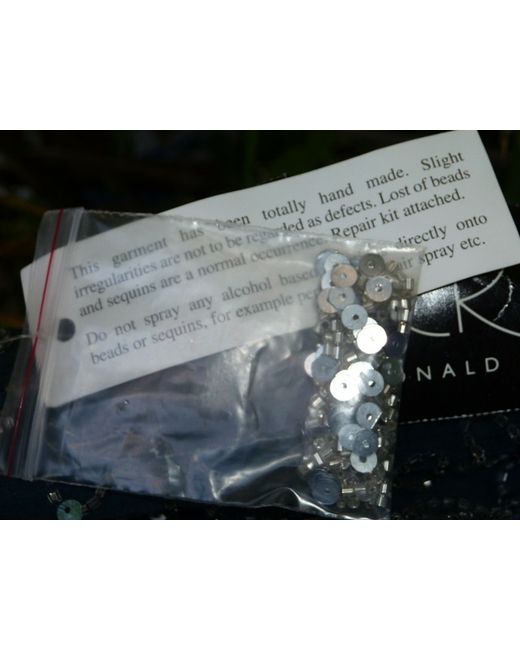 This garment has been totally hand made. Slight
irregularities are not to be regarded as defects. Lost of beads
and sequins are a normal occurrence. Repair kit attached.
Do not spray any alcohol based directly onto
beads or sequins, for example spray etc.
CK
NALD